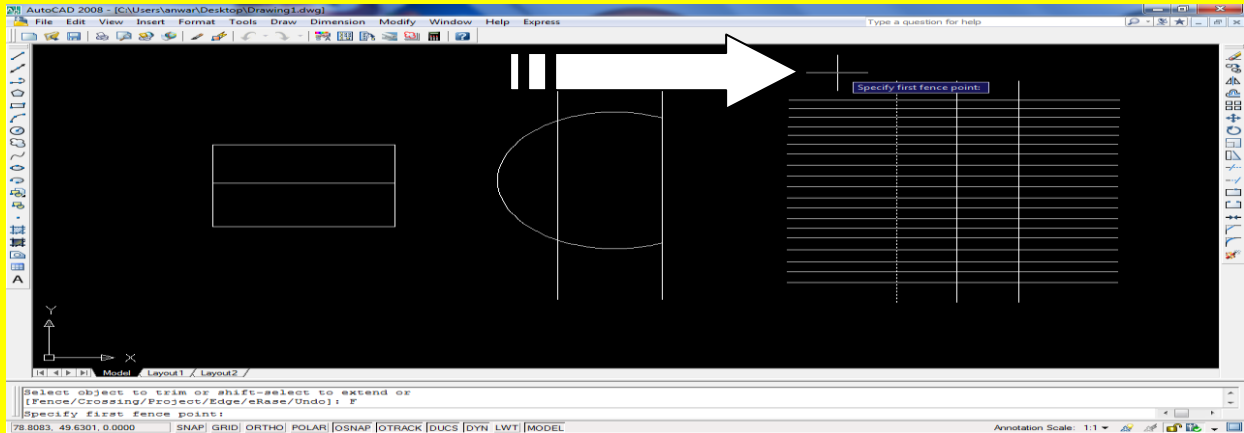 AutoCAD 2008 - [C:\Users\anwar\Desktop\Drawing1.dwg]
File Edit View Insert Format Tools Draw Dimension Modify Window Help Express Type a question for help
Specify first fence point:
A
Y
X
Model Layout1 Layout2
Select object to trim or shift-select to extend or
[Fence/Crossing/Project/Edge/eRase/Undo]: F
Specify first fence point:
78.8083, 49.6301, 0.0000 SNAP GRID ORTHO POLAR OSNAP OTRACK DUCS DYN LWT MODEL Annotation Scale: 1:1